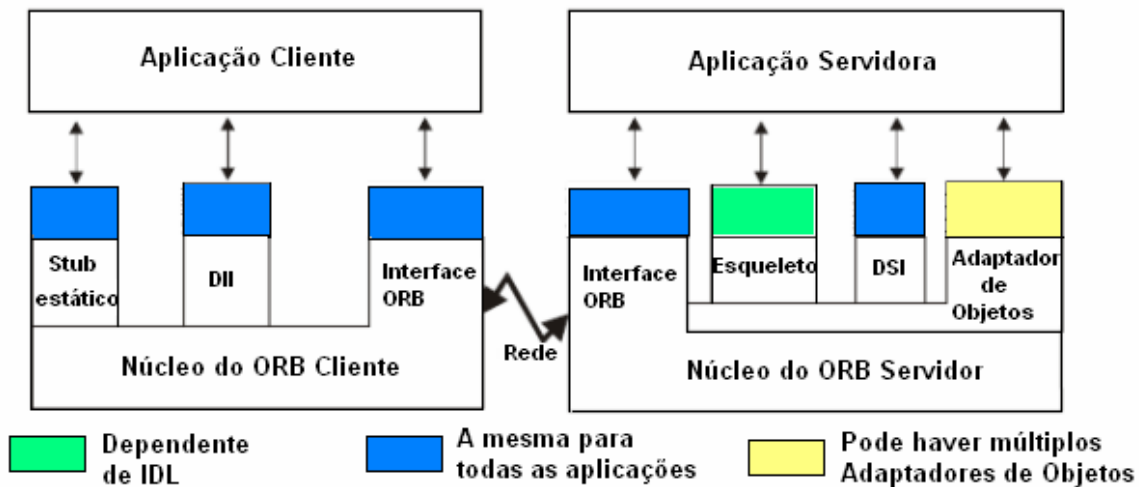 Aplicação Cliente
Aplicação Servidora
Stub
estático
DII
Interface
ORB
Interface
ORB
Esqueleto
DSI
Adaptador
de
Objetos
Rede
Núcleo do ORB Cliente
Núcleo do ORB Servidor
Dependente
de IDL
A mesma para
todas as aplicações
Pode haver múltiplos
Adaptadores de Objetos